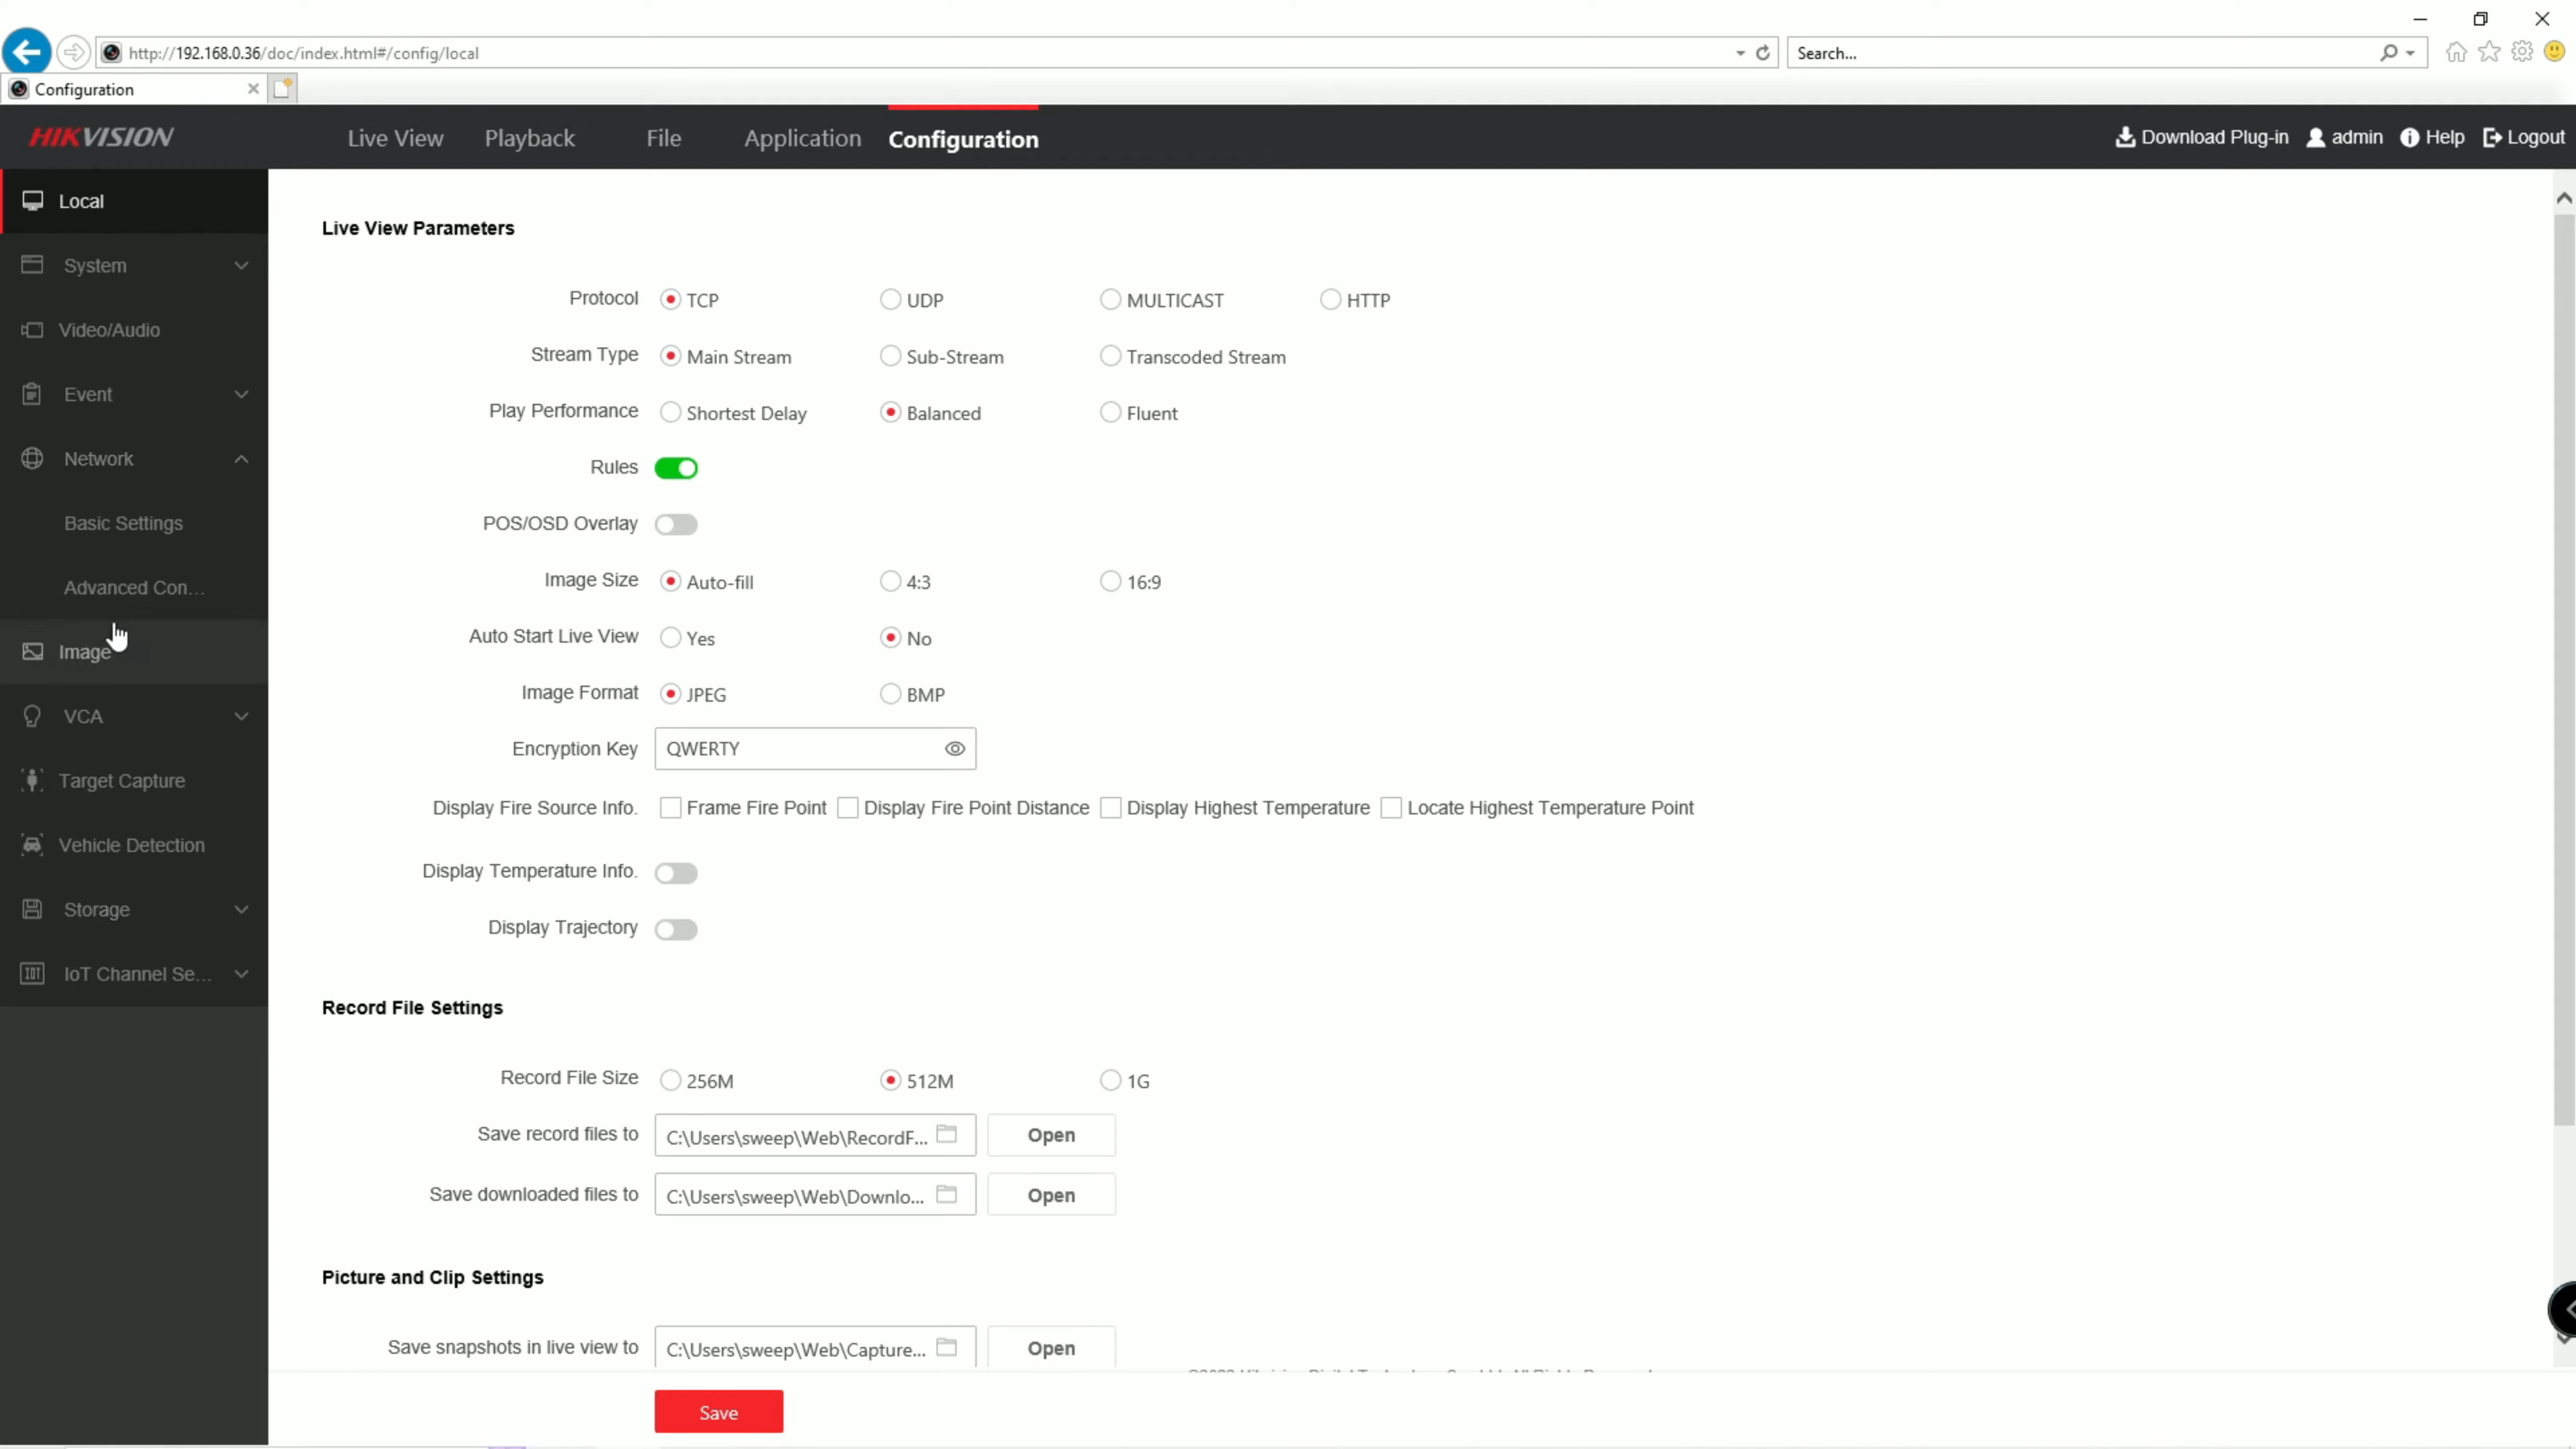 http://192.168.0.36/doc/index.html#/config/local
Search...
Configuration
HIKVISION
Live View
Playback
File
Application
Configuration
Download Plug-in
admin
Help
Logout
Local
System
Video/Audio
Event
Network
Basic Settings
Advanced Con...
Image
VCA
Target Capture
Vehicle Detection
Storage
IOT IoT Channel Se...
Live View Parameters
Protocol TCP UDP MULTICAST HTTP
Stream Type Main Stream Sub-Stream Transcoded Stream
Play Performance Shortest Delay Balanced Fluent
Rules
POS/OSD Overlay
Image Size Auto-fill 4:3 16:9
Auto Start Live View Yes No
Image Format JPEG BMP
Encryption Key QWERTY
Display Fire Source Info. Frame Fire Point Display Fire Point Distance Display Highest Temperature Locate Highest Temperature Point
Display Temperature Info.
Display Trajectory
Record File Settings
Record File Size 256M 512M 1G
Save record files to C:\Users\sweep\Web\RecordF... Open
Save downloaded files to C:\Users\sweep\Web\Downlo... Open
Picture and Clip Settings
Save snapshots in live view to C:\Users\sweep\Web\Capture... Open
Save